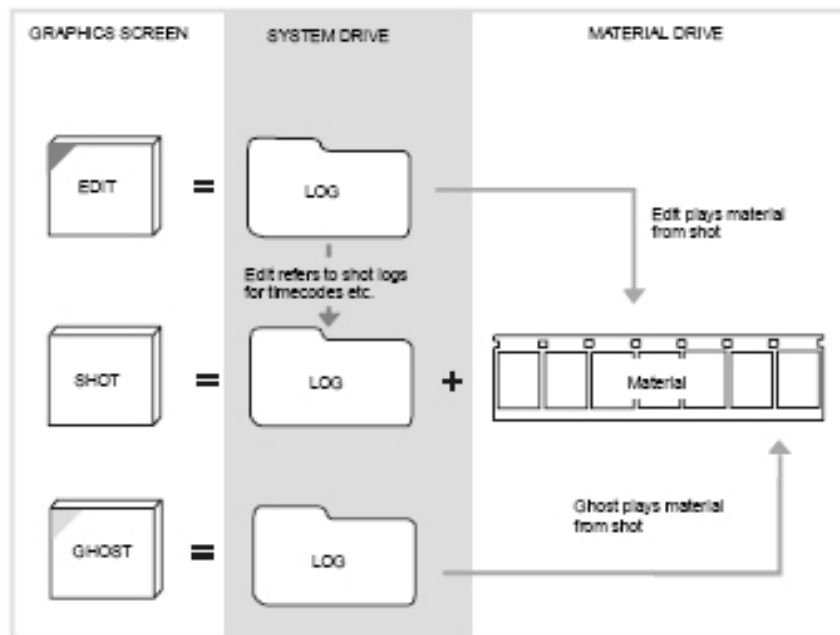 GRAPHICS SCREEN
SYSTEM DRIVE
MATERIAL DRIVE
EDIT
=
LOG
Edit plays material
from shot
Edit refers to shot logs
for timecodes etc.
SHOT
=
LOG
+
Material
Ghost plays material
from shot
GHOST
=
LOG